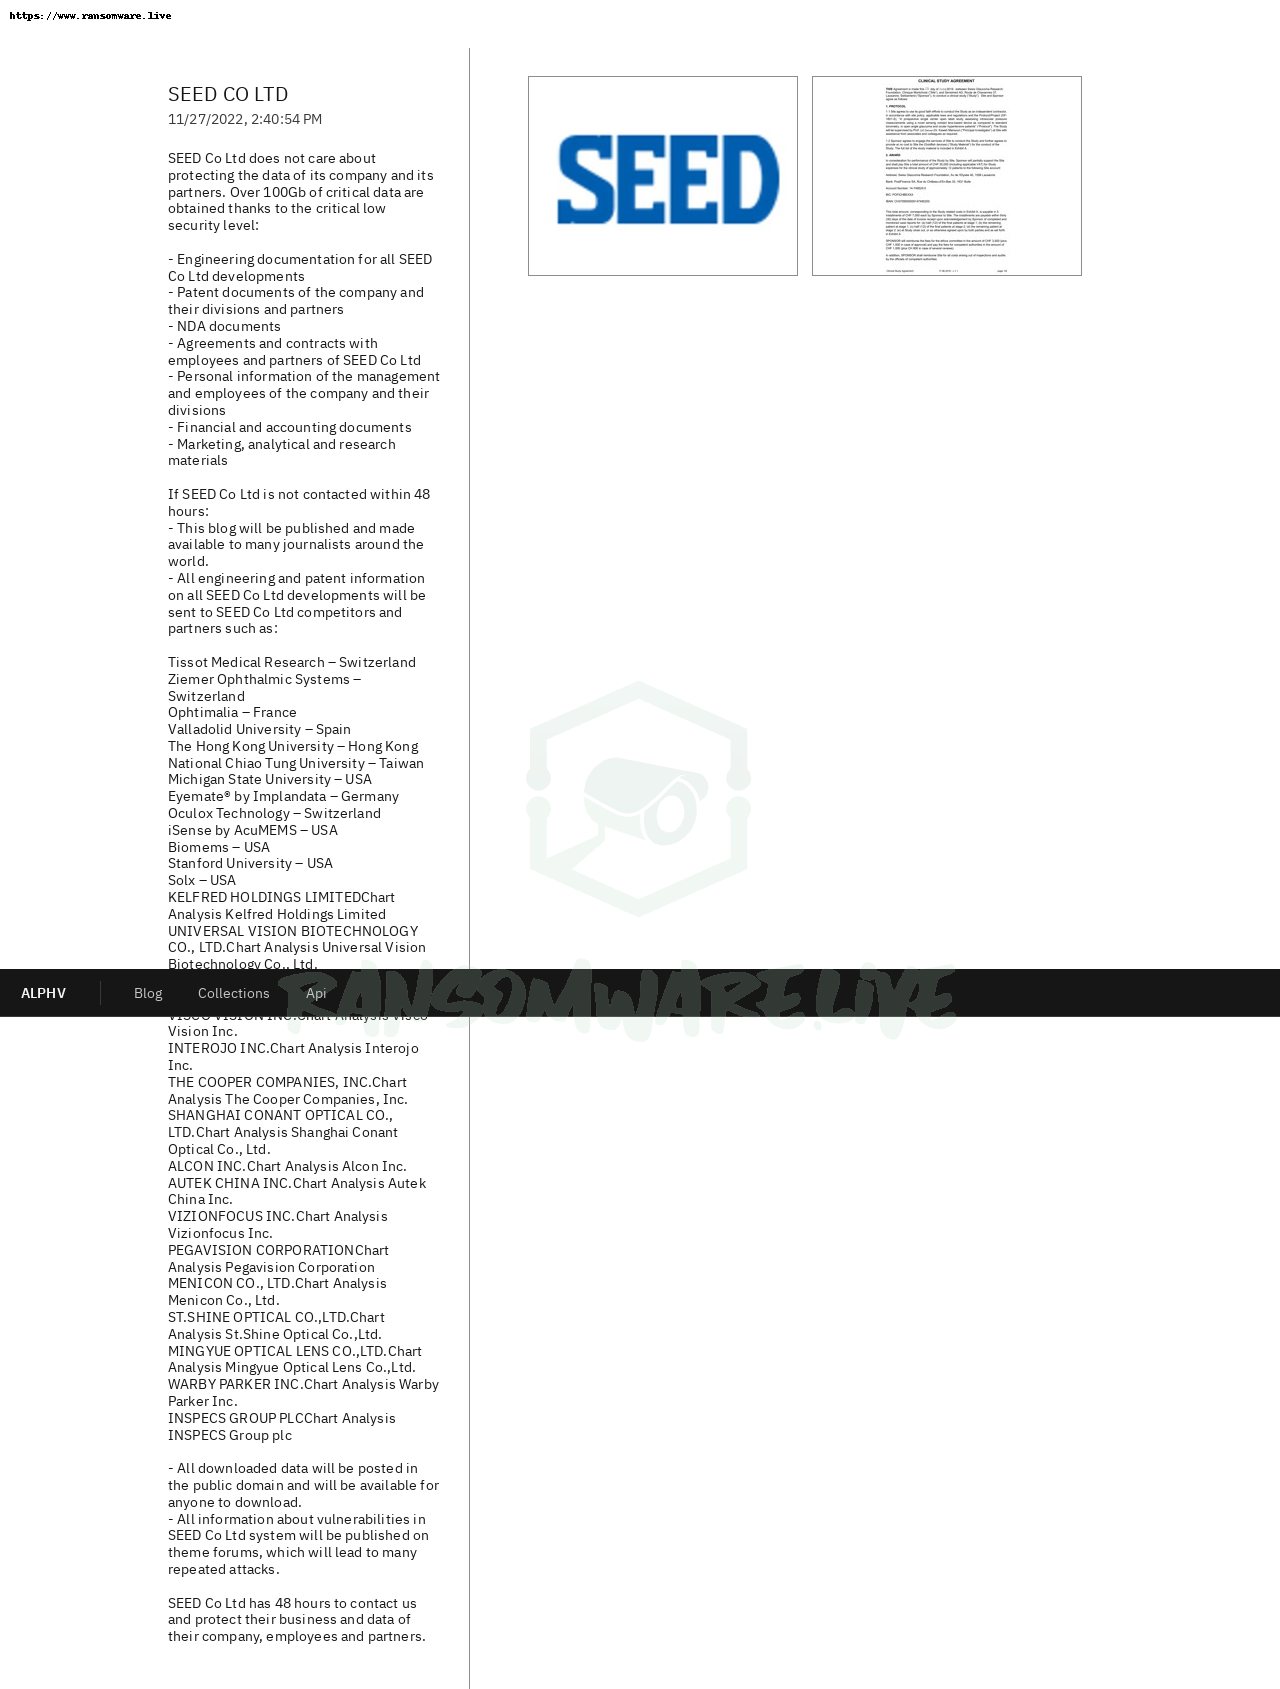 https://www.ransomware.live
SEED CO LTD
11/27/2022, 2:40:54 PM
SEED Co Ltd does not care about
protecting the data of its company and its
partners. Over 100Gb of critical data are
obtained thanks to the critical low
security level:
- Engineering documentation for all SEED
Co Ltd developments
- Patent documents of the company and
their divisions and partners
- NDA documents
- Agreements and contracts with
employees and partners of SEED Co Ltd
- Personal information of the management
and employees of the company and their
divisions
- Financial and accounting documents
- Marketing, analytical and research
materials
If SEED Co Ltd is not contacted within 48
hours:
- This blog will be published and made
available to many journalists around the
world.
- All engineering and patent information
on all SEED Co Ltd developments will be
sent to SEED Co Ltd competitors and
partners such as:
Tissot Medical Research – Switzerland
Ziemer Ophthalmic Systems –
Switzerland
Ophtimalia – France
Valladolid University – Spain
The Hong Kong University – Hong Kong
National Chiao Tung University – Taiwan
Michigan State University – USA
Eyemate® by Implandata – Germany
Oculox Technology – Switzerland
iSense by AcuMEMS – USA
Biomems – USA
Stanford University – USA
Solx – USA
KELFRED HOLDINGS LIMITEDChart
Analysis Kelfred Holdings Limited
UNIVERSAL VISION BIOTECHNOLOGY
CO., LTD.Chart Analysis Universal Vision
Biotechnology Co., Ltd.
ALPHV
Blog
Collections
Api
VISCO VISION INC.Chart Analysis Visco
Vision Inc.
INTEROJO INC.Chart Analysis Interojo
Inc.
THE COOPER COMPANIES, INC.Chart
Analysis The Cooper Companies, Inc.
SHANGHAI CONANT OPTICAL CO.,
LTD.Chart Analysis Shanghai Conant
Optical Co., Ltd.
ALCON INC.Chart Analysis Alcon Inc.
AUTEK CHINA INC.Chart Analysis Autek
China Inc.
VIZIONFOCUS INC.Chart Analysis
Vizionfocus Inc.
PEGAVISION CORPORATIONChart
Analysis Pegavision Corporation
MENICON CO., LTD.Chart Analysis
Menicon Co., Ltd.
ST.SHINE OPTICAL CO.,LTD.Chart
Analysis St.Shine Optical Co.,Ltd.
MINGYUE OPTICAL LENS CO.,LTD.Chart
Analysis Mingyue Optical Lens Co.,Ltd.
WARBY PARKER INC.Chart Analysis Warby
Parker Inc.
INSPECS GROUP PLCChart Analysis
INSPECS Group plc
- All downloaded data will be posted in
the public domain and will be available for
anyone to download.
- All information about vulnerabilities in
SEED Co Ltd system will be published on
theme forums, which will lead to many
repeated attacks.
SEED Co Ltd has 48 hours to contact us
and protect their business and data of
their company, employees and partners.
SEED
CLINICAL STUDY AGREEMENT
1. PROTOCOL
2. AWARD
RANSOMWARE.LIVE